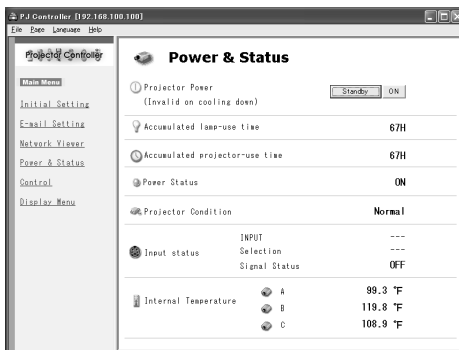 PJ Controller [192.168.100.100]
File Page Language Help
Projector Controller
Main Menu
Initial Setting
E-mail Setting
Network Viewer
Power & Status
Control
Display Menu
Power & Status
Projector Power
(Invalid on cooling down)
Standby ON
Accumulated lamp-use time 67H
Accumulated projector-use time 67H
Power Status ON
Projector Condition Normal
Input status
INPUT ---
Selection ---
Signal Status OFF
Internal Temperature
A 99.3 °F
B 119.8 °F
C 108.9 °F